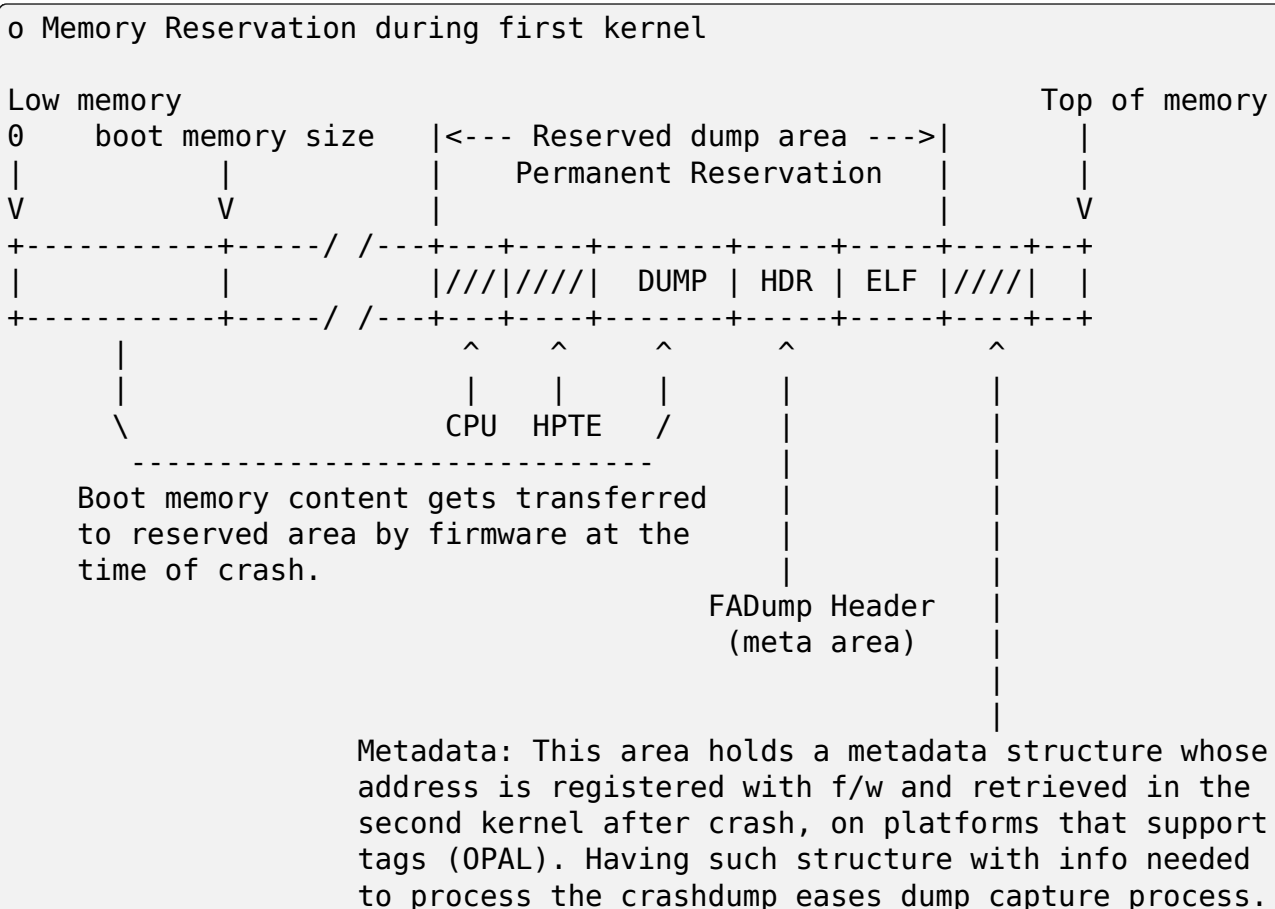 o Memory Reservation during first kernel

Low memory                                                 Top of memory
0    boot memory size   |<--- Reserved dump area --->|       |
|           |           |    Permanent Reservation   |       |
V           V           |                            |       V
+-----------+-----/ /---+---+----+-------+-----+-----+----+--+
|           |           |///|////|  DUMP | HDR | ELF |////|  |
+-----------+-----/ /---+---+----+-------+-----+-----+----+--+
      |                   ^    ^     ^      ^           ^
      |                   |    |     |      |           |
      \                  CPU  HPTE   /      |           |
       ------------------------------       |           |
    Boot memory content gets transferred    |           |
    to reserved area by firmware at the     |           |
    time of crash.                          |           |
                                        FADump Header   |
                                         (meta area)    |
                                                        |
                                                        |
                    Metadata: This area holds a metadata structure whose
                    address is registered with f/w and retrieved in the
                    second kernel after crash, on platforms that support
                    tags (OPAL). Having such structure with info needed
                    to process the crashdump eases dump capture process.